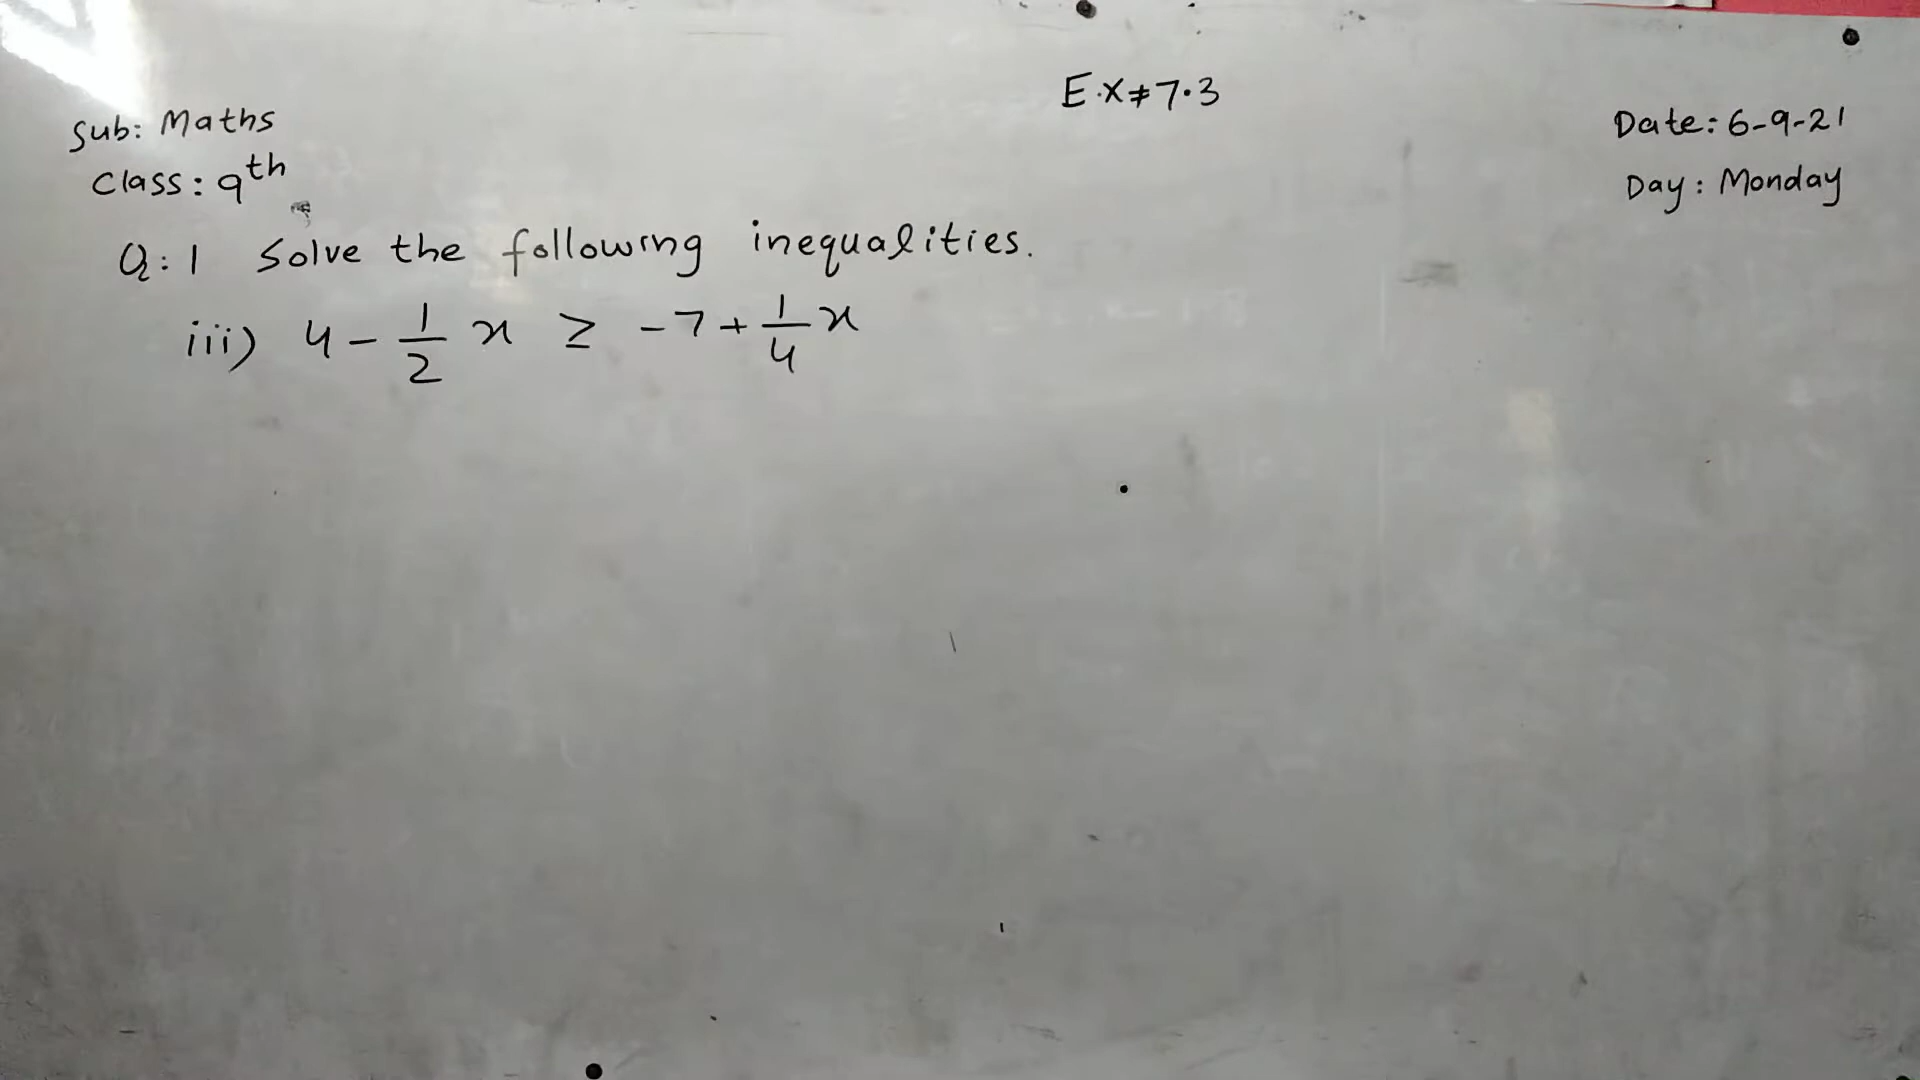 E.X≠7.3
Sub: Maths
Date: 6-9-21
Class: 9th
Day: Monday
Q:1 Solve the following inequalities.
iii) 4 - 1/2 x ≥ -7 + 1/4 x